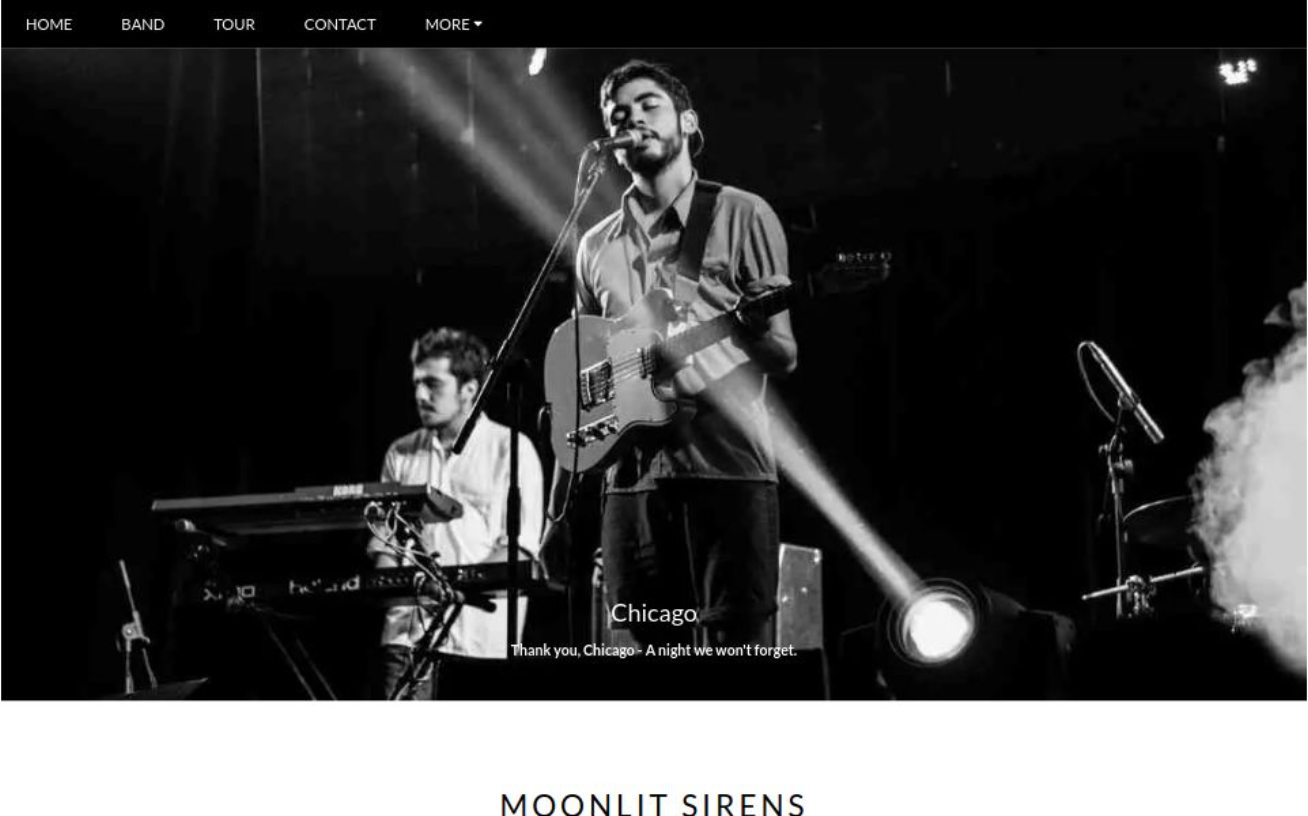 HOME BAND TOUR CONTACT MORE
KORG
Roland
Chicago
Thank you, Chicago - A night we won't forget.
MOONLIT SIRENS